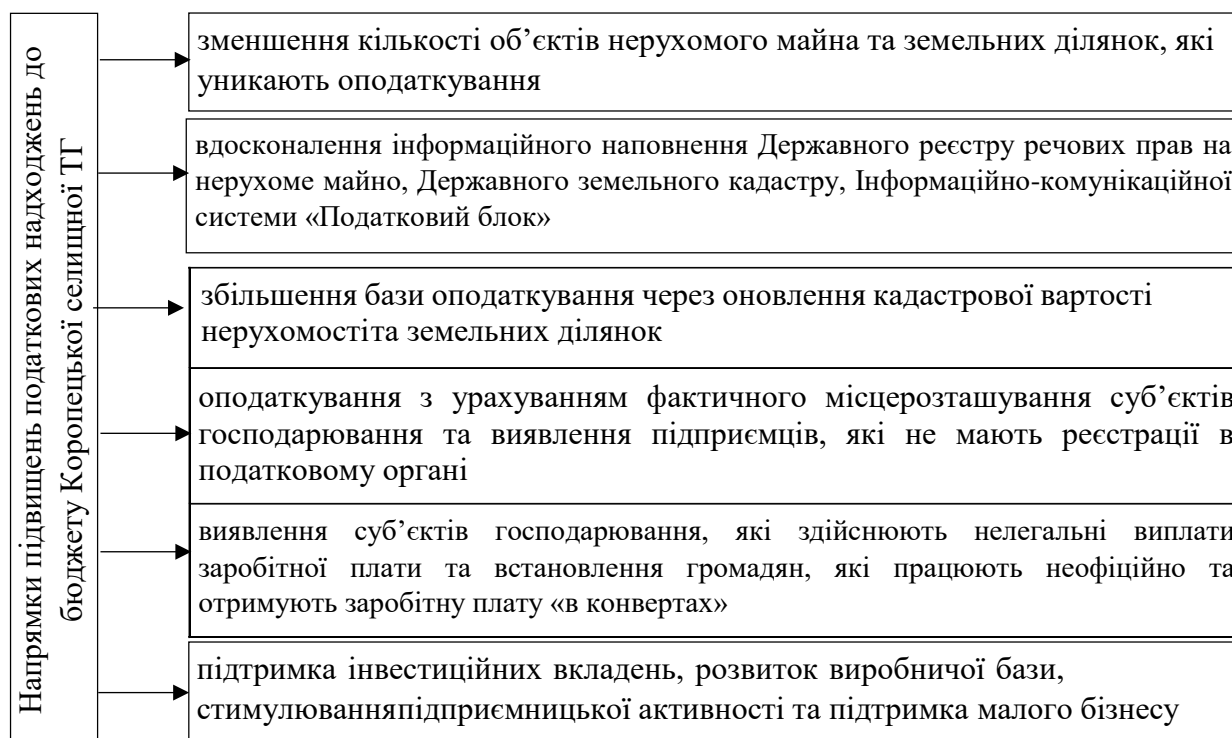 Напрямки підвищень податкових надходжень до
бюджету Коропецької селищної ТГ
зменшення кількості об’єктів нерухомого майна та земельних ділянок, які
уникають оподаткування
вдосконалення інформаційного наповнення Державного реєстру речових прав на
нерухоме майно, Державного земельного кадастру, Інформаційно-комунікаційної
системи «Податковий блок»
збільшення бази оподаткування через оновлення кадастрової вартості
нерухомостіта земельних ділянок
оподаткування з урахуванням фактичного місцерозташування суб’єктів
господарювання та виявлення підприємців, які не мають реєстрації в
податковому органі
виявлення суб’єктів господарювання, які здійснюють нелегальні виплати
заробітної плати та встановлення громадян, які працюють неофіційно та
отримують заробітну плату «в конвертах»
підтримка інвестиційних вкладень, розвиток виробничої бази,
стимулюванняпідприємницької активності та підтримка малого бізнесу